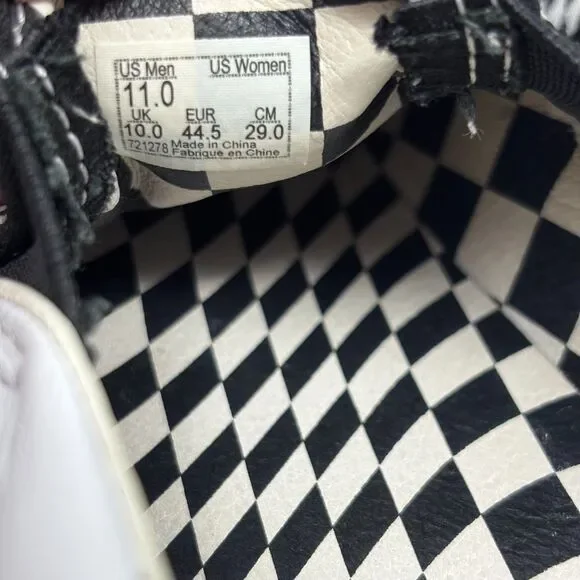 US Men US Women
11.0
UK EUR CM
10.0 44.5 29.0
721278 Made in China
Fabrique en Chine